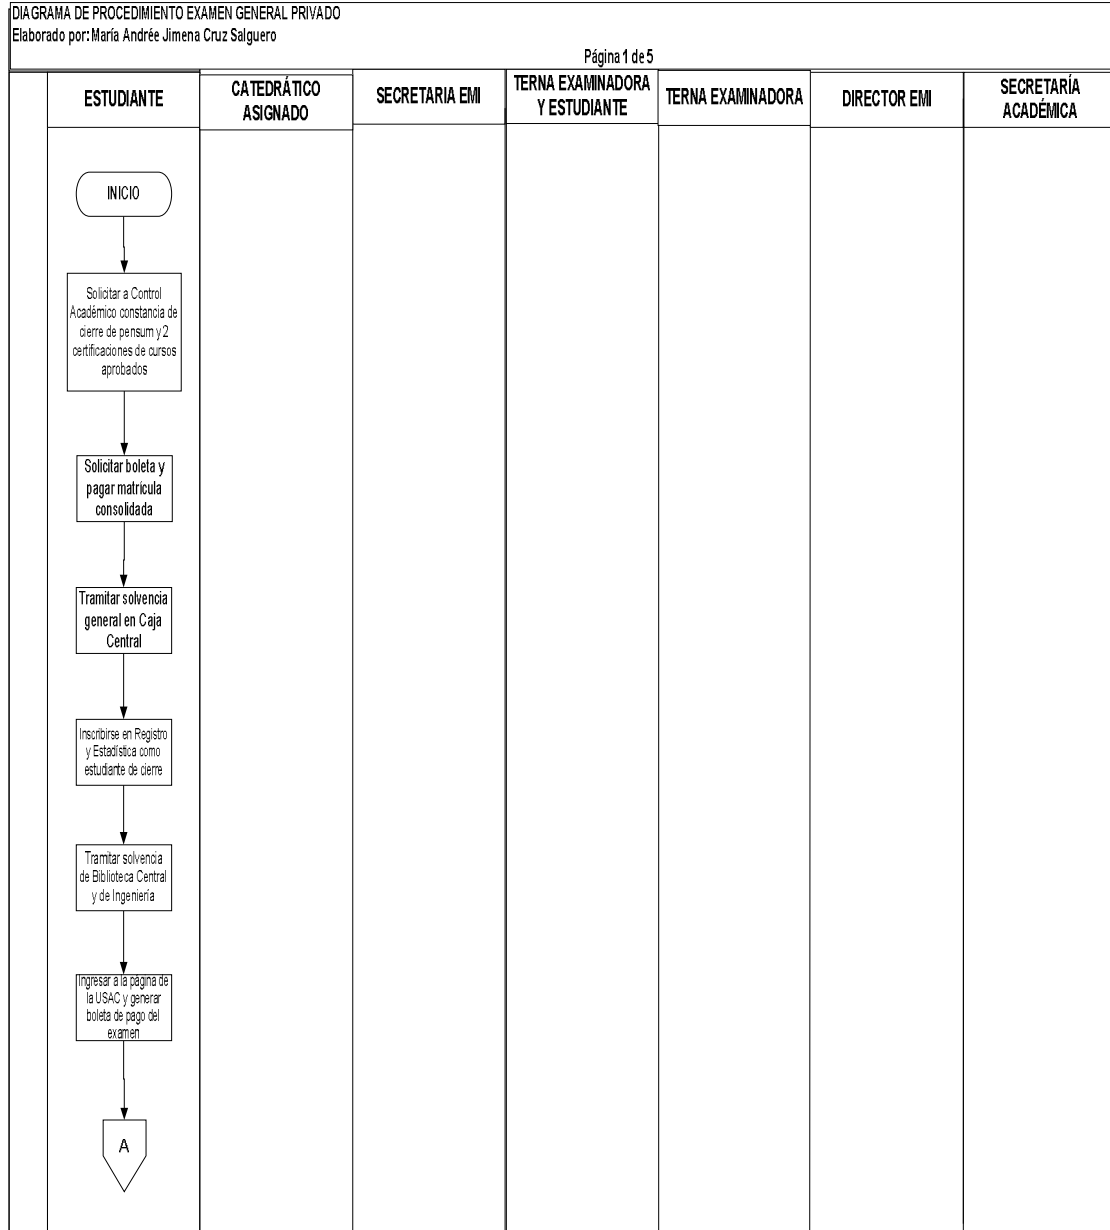 DIAGRAMA DE PROCEDIMIENTO EXAMEN GENERAL PRIVADO
Elaborado por: María Andrée Jimena Cruz Salguero
Página 1 de 5
ESTUDIANTE
CATEDRÁTICO
ASIGNADO
SECRETARIA EMI
TERNA EXAMINADORA
Y ESTUDIANTE
TERNA EXAMINADORA
DIRECTOR EMI
SECRETARÍA
ACADÉMICA
INICIO
Solicitar a Control
Académico constancia de
cierre de pensum y 2
certificaciones de cursos
aprobados
Solicitar boleta y
pagar matrícula
consolidada
Tramitar solvencia
general en Caja
Central
Inscribirse en Registro
y Estadística como
estudiante de cierre
Tramitar solvencia
de Biblioteca Central
y de Ingeniería
Ingresar a la página de
la USAC y generar
boleta de pago del
examen
A